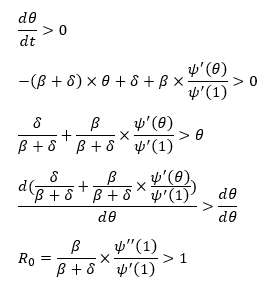 dθ/dt > 0
−(β + δ) × θ + δ + β × ψ′(θ)/ψ′(1) > 0
δ/(β + δ) + β/(β + δ) × ψ′(θ)/ψ′(1) > θ
d(δ/(β + δ) + β/(β + δ) × ψ′(θ)/ψ′(1))/dθ > dθ/dθ
R₀ = β/(β + δ) × ψ′′(1)/ψ′(1) > 1